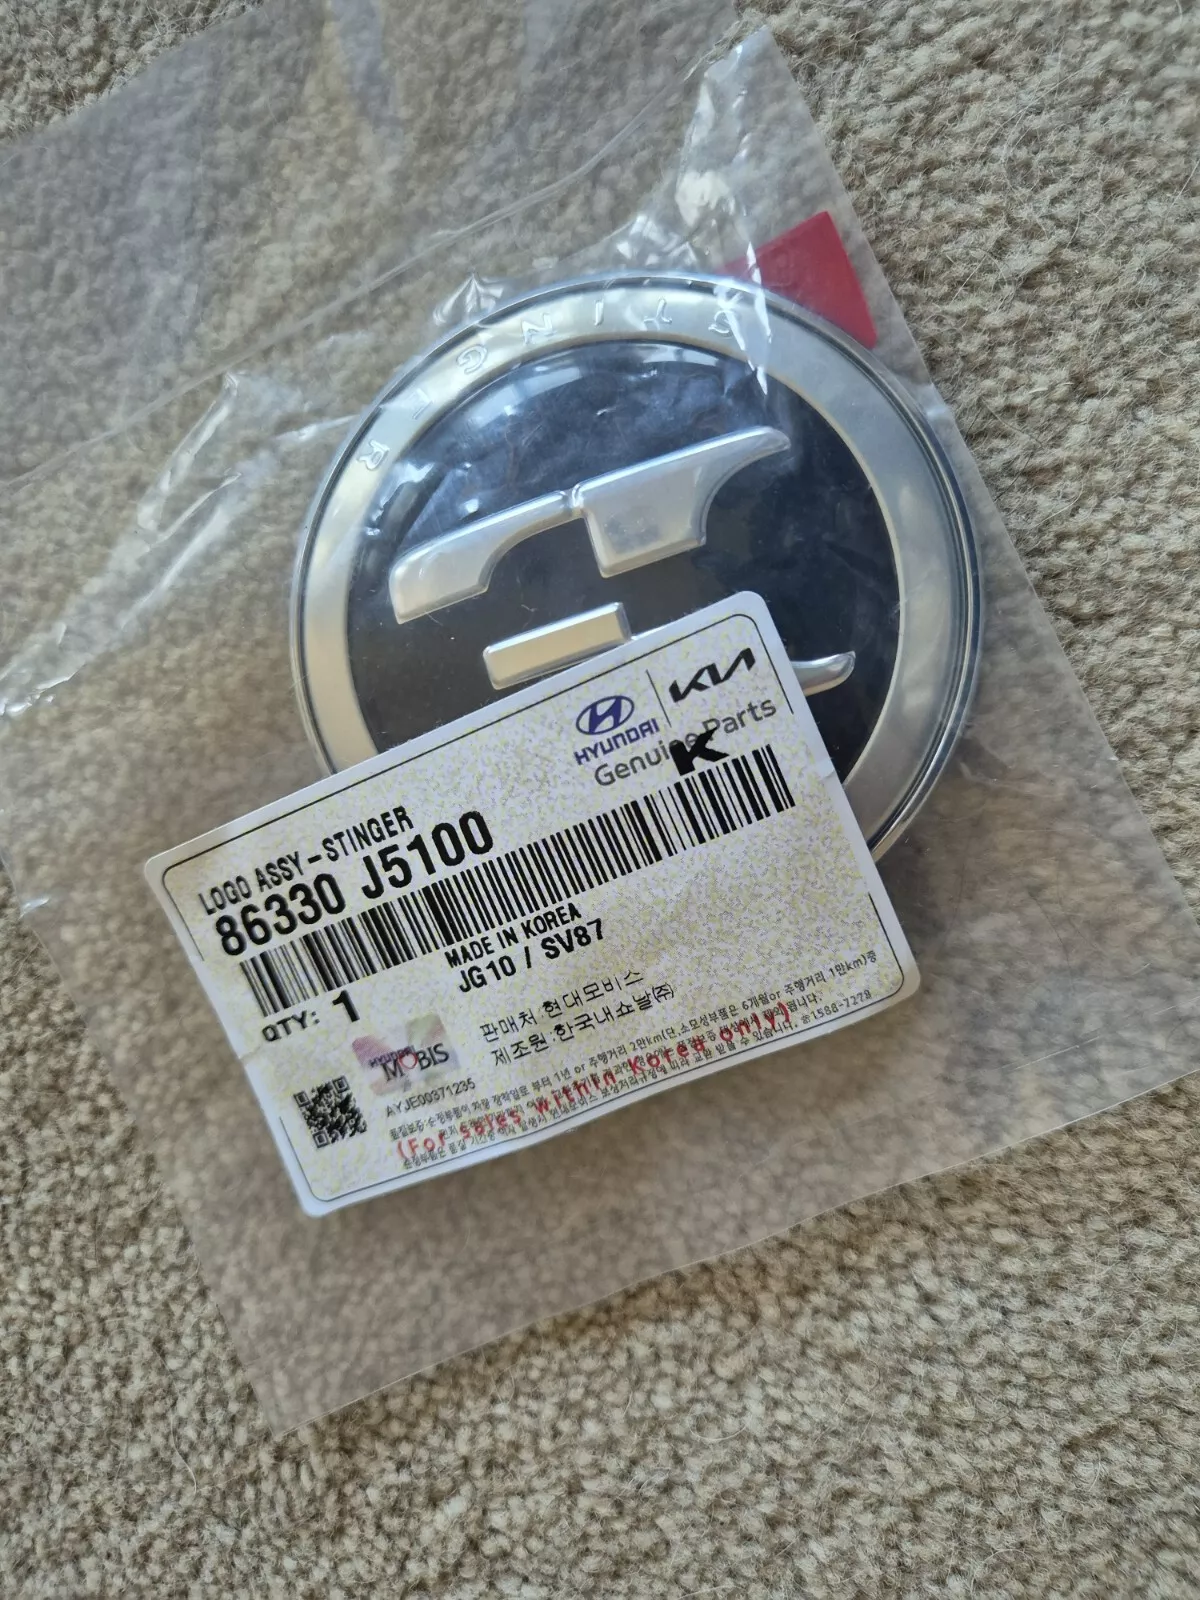 STINGER
HYUNDAI
KIA
Genuine Parts
K
LOGO ASSY-STINGER
86330 J5100
MADE IN KOREA
JG10 / SV87
QTY: 1
판매처:현대모비스
제조원:한국내쇼날(주)
HYUNDAI
MOBIS
AYJE00371235
(For sales within Korea only)
☎1588-7278